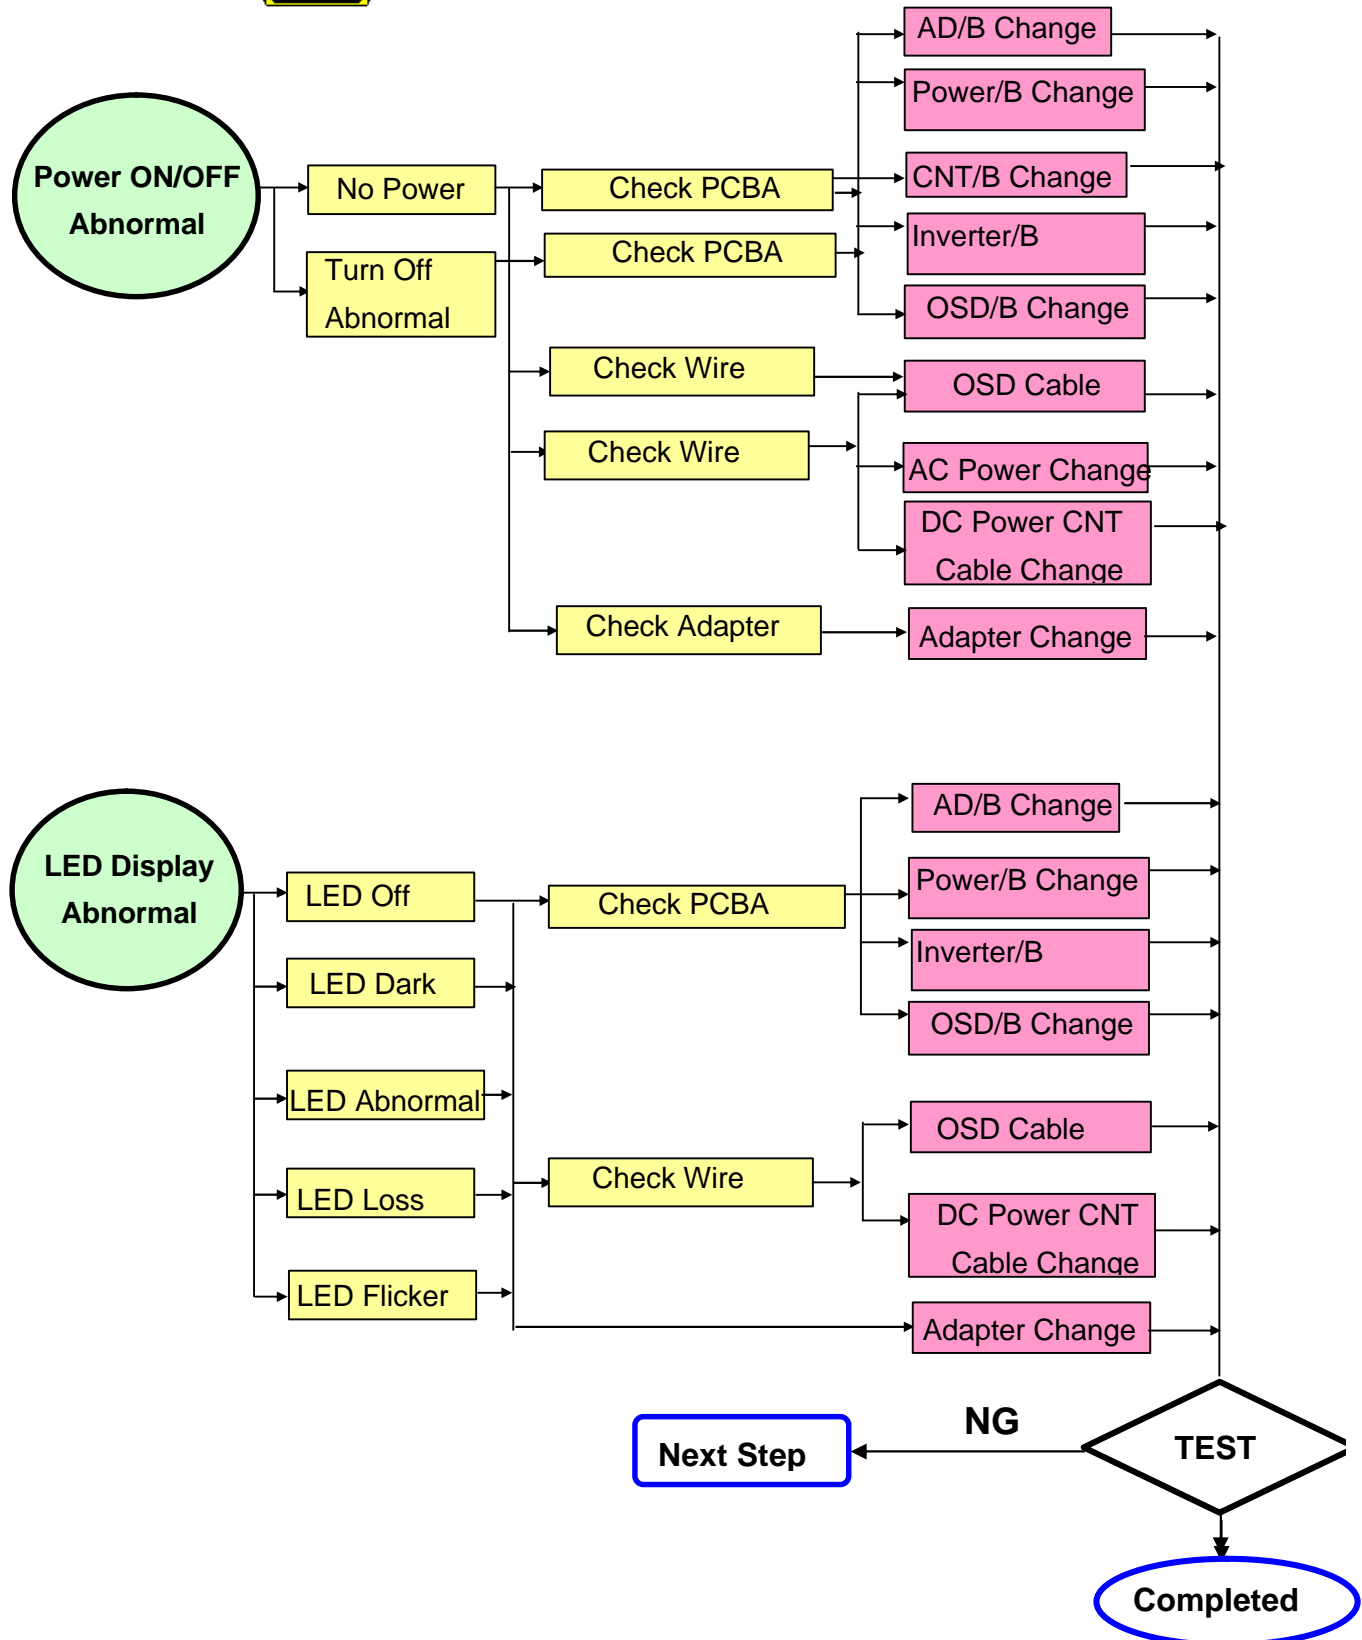 AD/B Change
Power/B Change
Power ON/OFF
Abnormal
No Power
Check PCBA
CNT/B Change
Turn Off
Abnormal
Check PCBA
Inverter/B
OSD/B Change
Check Wire
OSD Cable
Check Wire
AC Power Change
DC Power CNT
Cable Change
Check Adapter
Adapter Change
LED Display
Abnormal
AD/B Change
LED Off
Check PCBA
Power/B Change
LED Dark
Inverter/B
OSD/B Change
LED Abnormal
OSD Cable
LED Loss
Check Wire
DC Power CNT
Cable Change
LED Flicker
Adapter Change
NG
Next Step
TEST
Completed